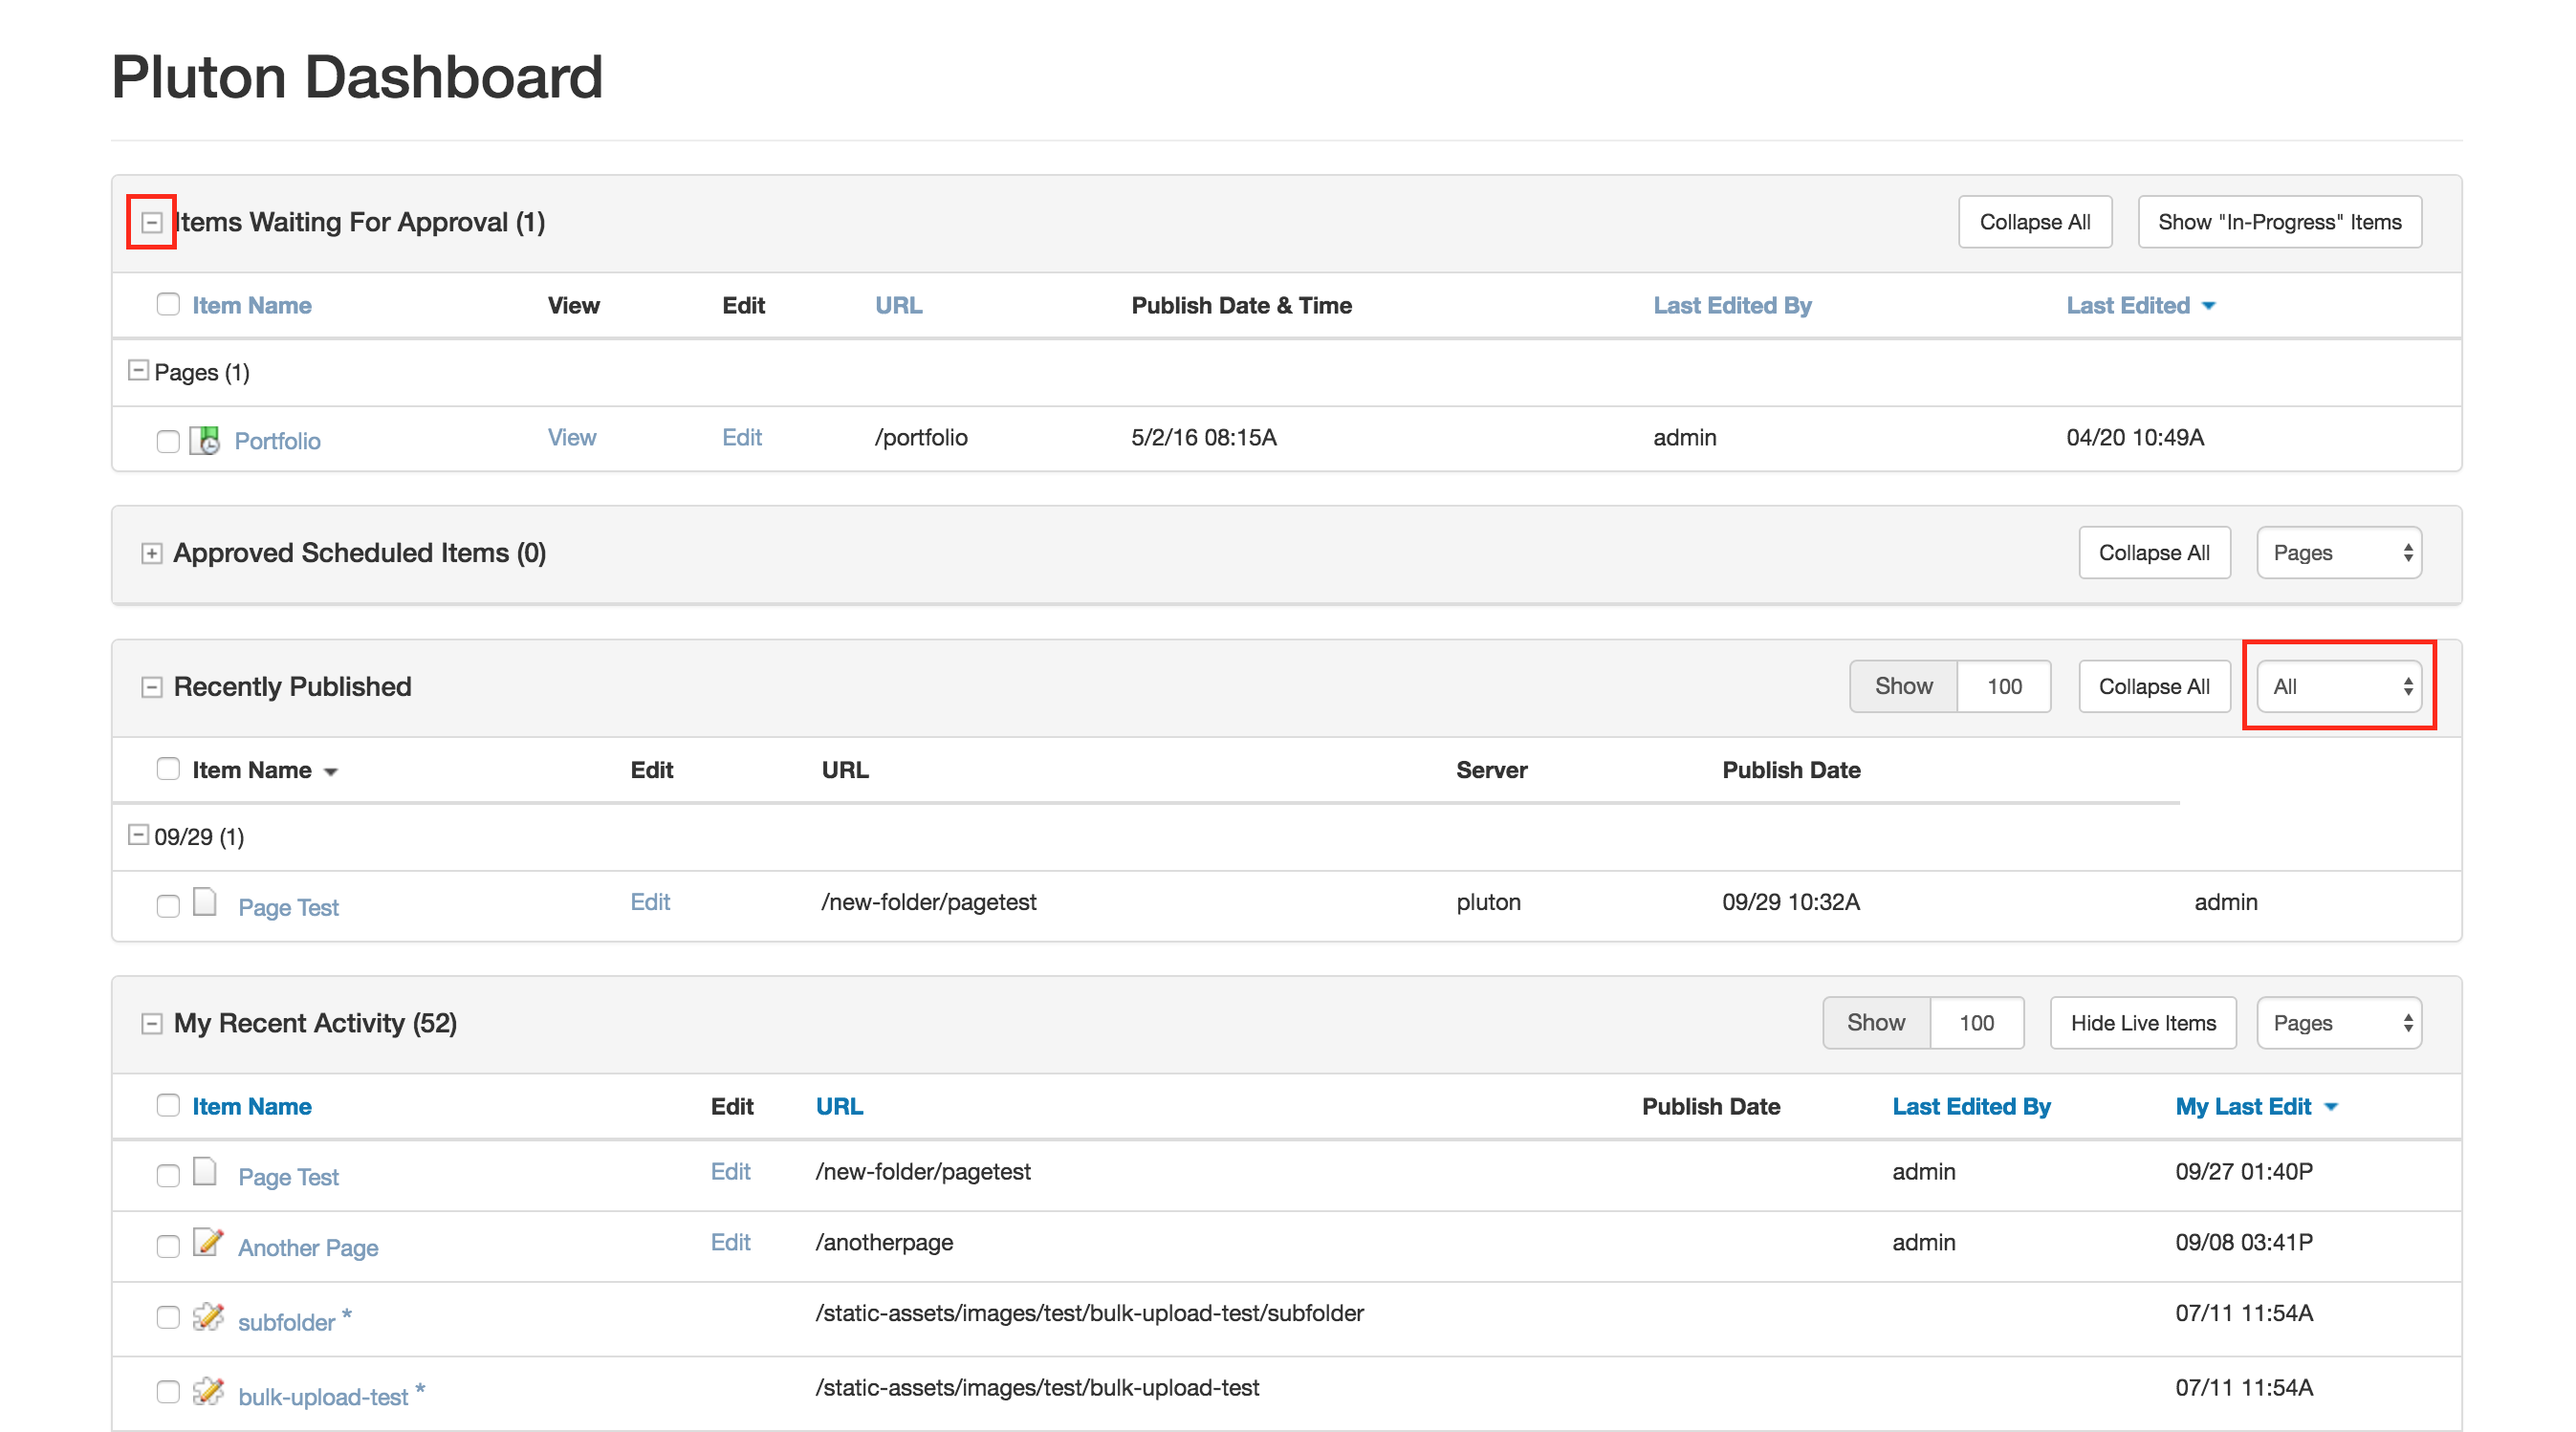 Pluton Dashboard
Items Waiting For Approval (1) Collapse All Show "In-Progress" Items
Item Name View Edit URL Publish Date & Time Last Edited By Last Edited
Pages (1)
Portfolio View Edit /portfolio 5/2/16 08:15A admin 04/20 10:49A
Approved Scheduled Items (0) Collapse All Pages
Recently Published Show 100 Collapse All All
Item Name Edit URL Server Publish Date
09/29 (1)
Page Test Edit /new-folder/pagetest pluton 09/29 10:32A admin
My Recent Activity (52) Show 100 Hide Live Items Pages
Item Name Edit URL Publish Date Last Edited By My Last Edit
Page Test Edit /new-folder/pagetest admin 09/27 01:40P
Another Page Edit /anotherpage admin 09/08 03:41P
subfolder * /static-assets/images/test/bulk-upload-test/subfolder 07/11 11:54A
bulk-upload-test * /static-assets/images/test/bulk-upload-test 07/11 11:54A